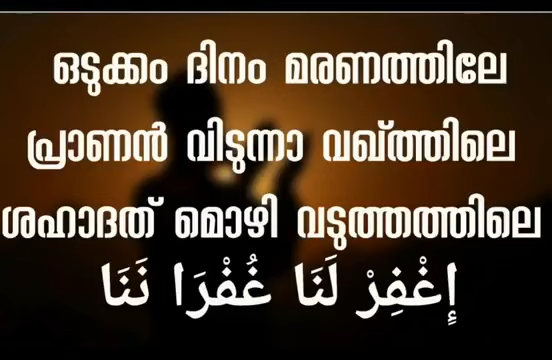 ഒടുക്കം ദിനം മരണത്തിലേ
പ്രാണൻ വിടുന്നാ വഖ്ത്തിലെ
ശഹാദത് മൊഴി വടുത്തത്തിലെ
إِغْفِرْ لَنَا غُفْرَا نَنَا